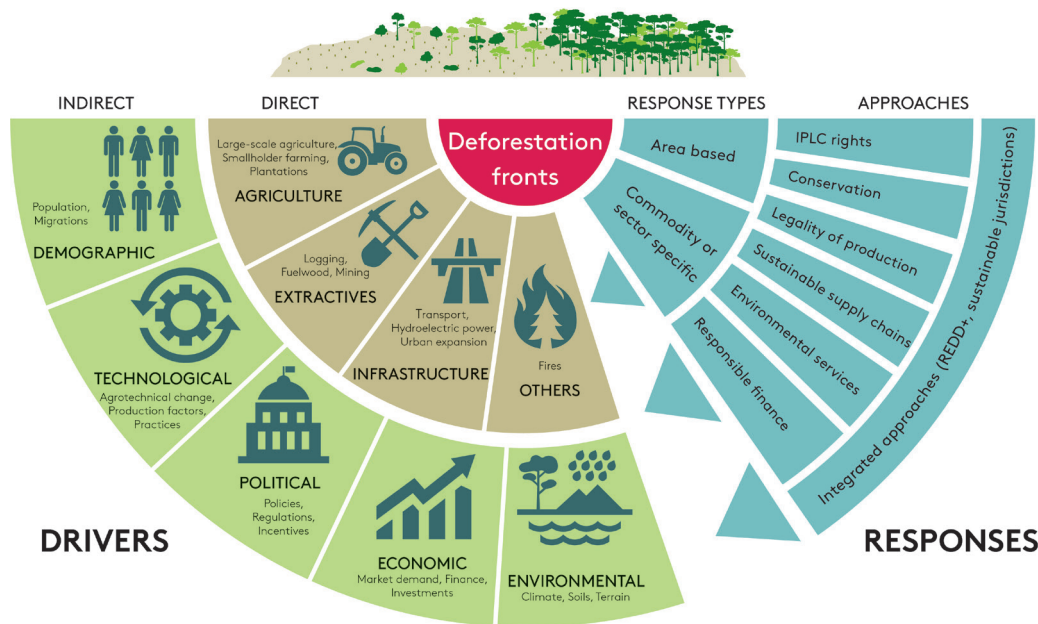 INDIRECT
DIRECT
RESPONSE TYPES
APPROACHES
Deforestation
fronts
Population,
Migrations
DEMOGRAPHIC
TECHNOLOGICAL
Agrotechnical change,
Production factors,
Practices
POLITICAL
Policies,
Regulations,
Incentives
ECONOMIC
Market demand, Finance,
Investments
ENVIRONMENTAL
Climate, Soils, Terrain
Large-scale agriculture,
Smallholder farming,
Plantations
AGRICULTURE
Logging,
Fuelwood, Mining
EXTRACTIVES
Transport,
Hydroelectric power,
Urban expansion
INFRASTRUCTURE
Fires
OTHERS
Area based
Commodity or
sector specific
IPLC rights
Conservation
Legality of production
Sustainable supply chains
Environmental services
Responsible finance
Integrated approaches (REDD+, sustainable jurisdictions)
DRIVERS
RESPONSES